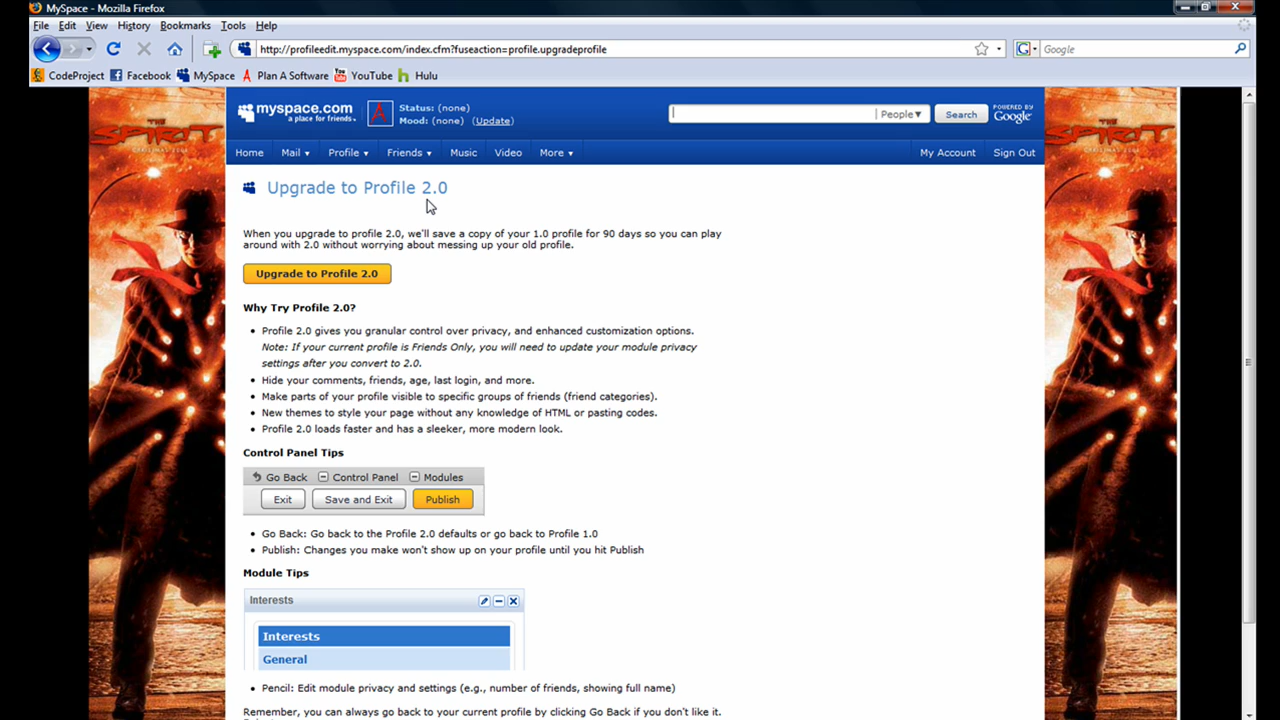 MySpace - Mozilla Firefox
File Edit View History Bookmarks Tools Help
http://profileedit.myspace.com/index.cfm?fuseaction=profile.upgradeprofile
G Google
CodeProject Facebook MySpace Plan A Software YouTube Hulu
THE SPIRIT
CHRISTMAS 2008
myspace.com
a place for friends.
A
Status: (none)
Mood: (none) (Update)
People Search
POWERED BY
Google
Home Mail Profile Friends Music Video More My Account Sign Out
THE SPIRIT
CHRISTMAS 2008
Upgrade to Profile 2.0
When you upgrade to profile 2.0, we'll save a copy of your 1.0 profile for 90 days so you can play
around with 2.0 without worrying about messing up your old profile.
Upgrade to Profile 2.0
Why Try Profile 2.0?
• Profile 2.0 gives you granular control over privacy, and enhanced customization options.
Note: If your current profile is Friends Only, you will need to update your module privacy
settings after you convert to 2.0.
• Hide your comments, friends, age, last login, and more.
• Make parts of your profile visible to specific groups of friends (friend categories).
• New themes to style your page without any knowledge of HTML or pasting codes.
• Profile 2.0 loads faster and has a sleeker, more modern look.
Control Panel Tips
Go Back Control Panel Modules
Exit Save and Exit Publish
• Go Back: Go back to the Profile 2.0 defaults or go back to Profile 1.0
• Publish: Changes you make won't show up on your profile until you hit Publish
Module Tips
Interests
Interests
General
• Pencil: Edit module privacy and settings (e.g., number of friends, showing full name)
Remember, you can always go back to your current profile by clicking Go Back if you don't like it.